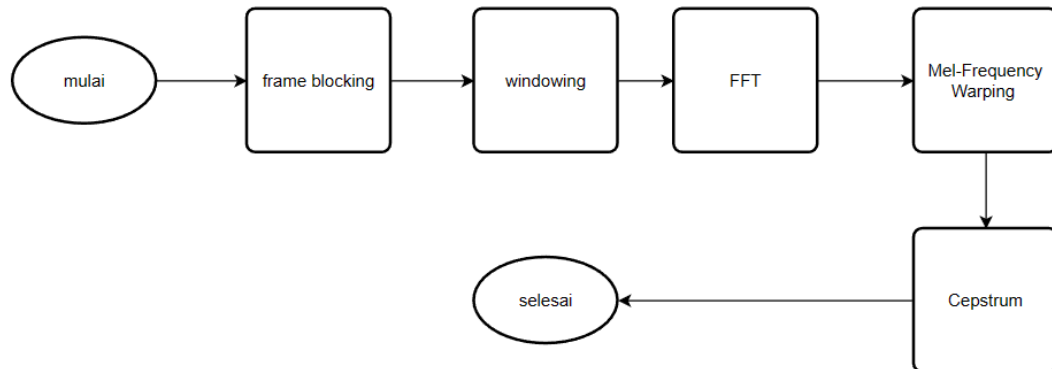 mulai
frame blocking
windowing
FFT
Mel-Frequency
Warping
Cepstrum
selesai